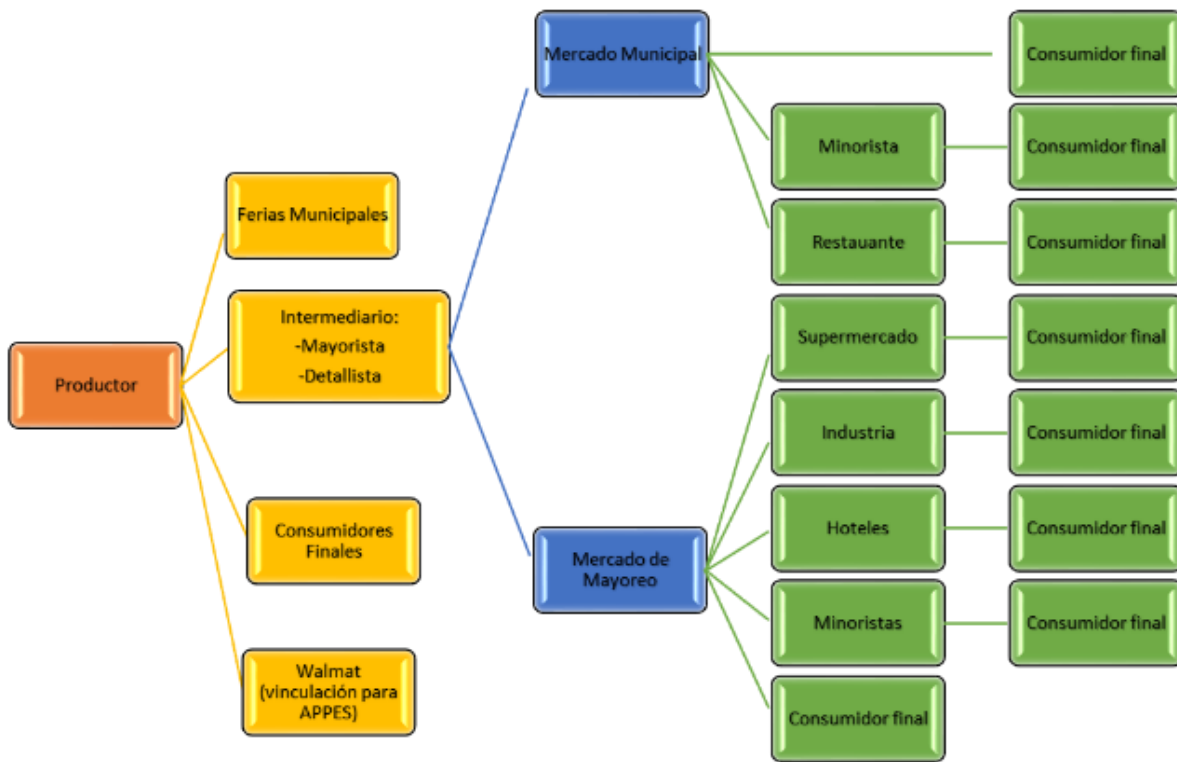 Mercado Municipal
Consumidor final
Minorista
Consumidor final
Ferias Municipales
Restauante
Consumidor final
Intermediario:
-Mayorista
-Detallista
Supermercado
Consumidor final
Productor
Industria
Consumidor final
Consumidores
Finales
Hoteles
Consumidor final
Mercado de
Mayoreo
Minoristas
Consumidor final
Walmat
(vinculación para
APPES)
Consumidor final